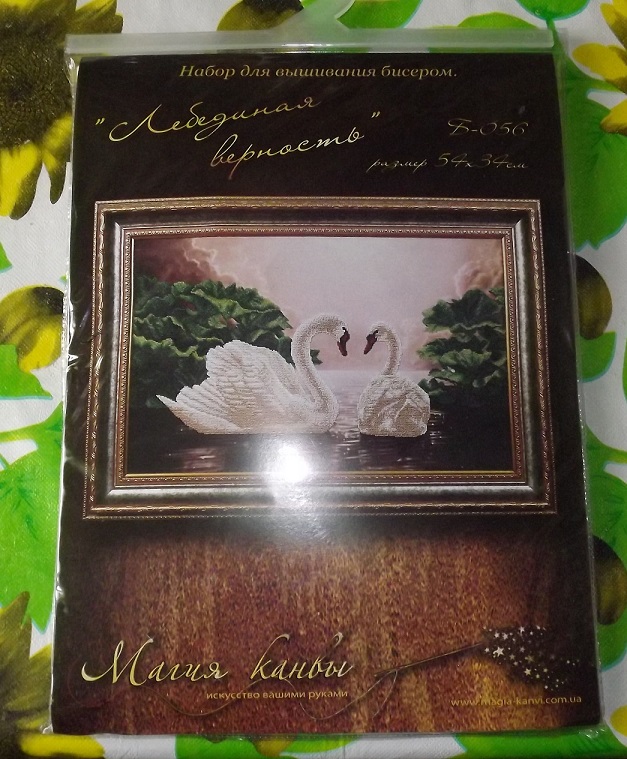 Набор для вышивания бисером.
"Лебединая
верность"
Б-056
размер 54х34см
Магия канвы
искусство вашими руками
www.magia-kanvi.com.ua